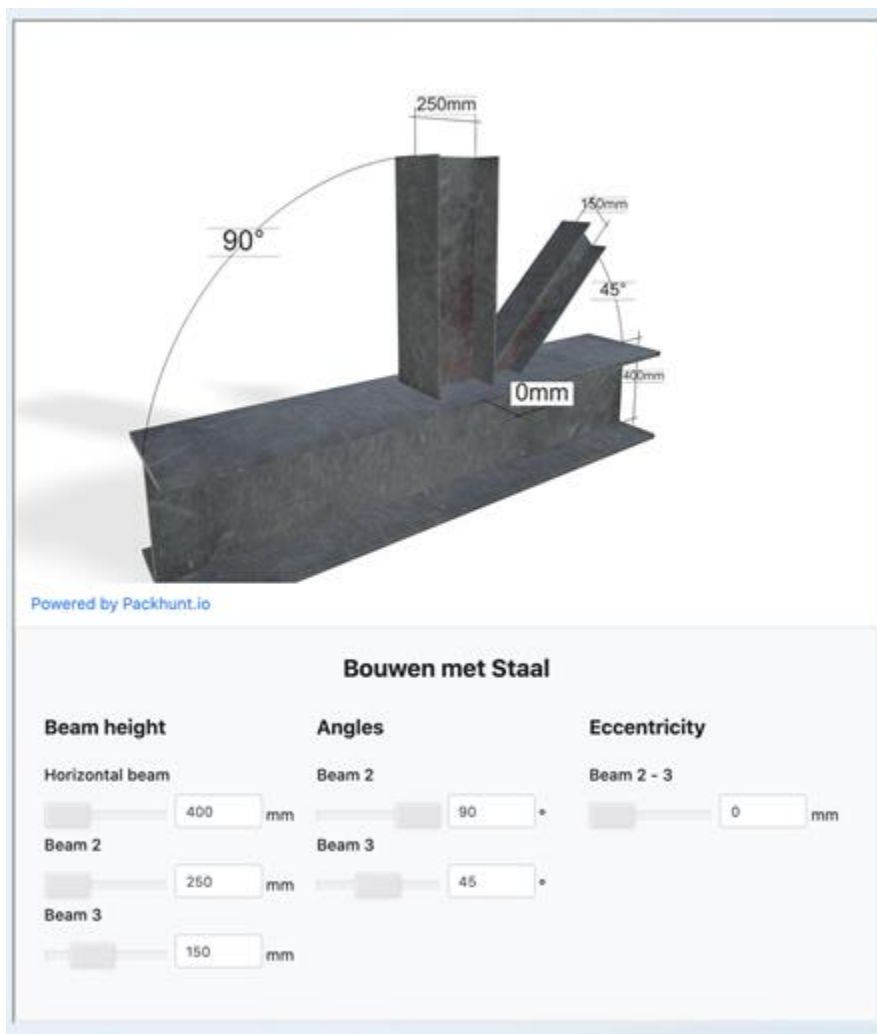 250mm
150mm
90°
45°
400mm
0mm
Powered by Packhunt.io
Bouwen met Staal
Beam height Angles Eccentricity
Horizontal beam Beam 2 Beam 2 - 3
400 mm 90 ° 0 mm
Beam 2 Beam 3
250 mm 45 °
Beam 3
150 mm